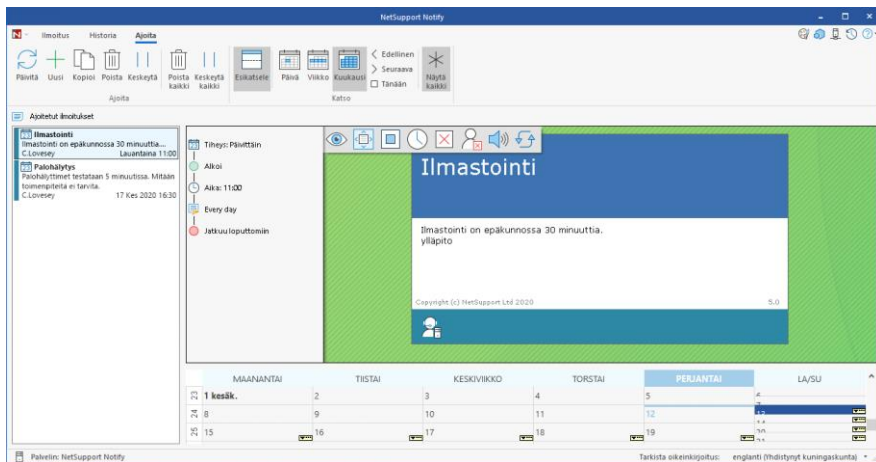 NetSupport Notify
Ilmoitus Historia Ajoita
Päivitä Uusi Kopioi Poista Keskeytä Poista kaikki Keskeytä kaikki Esikatsele Päivä Viikko Kuukausi Näytä kaikki
Edellinen
Seuraava
Tänään
Ajoita Katso
Ajoitetut ilmoitukset
Ilmastointi
Ilmastointi on epäkunnossa 30 minuuttia....
C.Lovesey Lauantaina 11:00
Palohälytys
Palohälyttimet testataan 5 minuutissa. Mitään
toimenpiteitä ei tarvita.
C.Lovesey 17 Kes 2020 16:30
Tiheys: Päivittäin
Alkoi
Aika: 11:00
Every day
Jatkuu loputtomiin
Ilmastointi
Ilmastointi on epäkunnossa 30 minuuttia.
ylläpito
Copyright (c) NetSupport Ltd 2020 5.0
MAANANTAI TIISTAI KESKIVIIKKO TORSTAI PERJANTAI LA/SU
23 1 kesäk. 2 3 4 5
24 8 9 10 11 12 13
25 15 16 17 18 19
Palvelin: NetSupport Notify Tarkista oikeinkirjoitus: englanti (Yhdistynyt kuningaskunta)